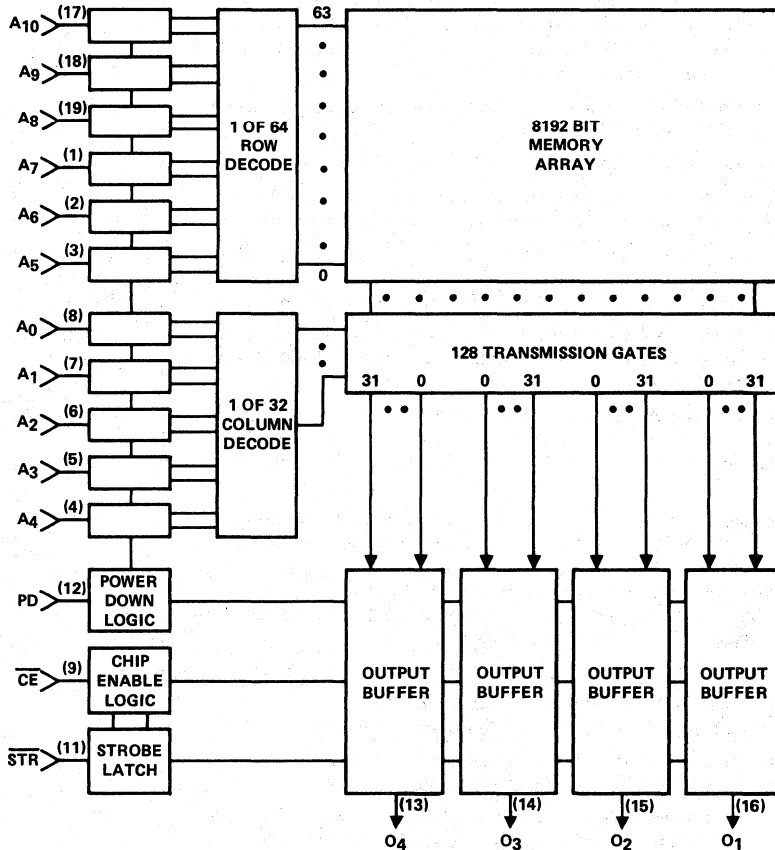 A10 (17)
A9 (18)
A8 (19)
A7 (1)
A6 (2)
A5 (3)
1 OF 64
ROW
DECODE
63
0
8192 BIT
MEMORY
ARRAY
A0 (8)
A1 (7)
A2 (6)
A3 (5)
A4 (4)
1 OF 32
COLUMN
DECODE
128 TRANSMISSION GATES
31 0 0 31 0 31 0 31
PD (12)
POWER
DOWN
LOGIC
C̅E̅ (9)
CHIP
ENABLE
LOGIC
S̅T̅R̅ (11)
STROBE
LATCH
OUTPUT
BUFFER
OUTPUT
BUFFER
OUTPUT
BUFFER
OUTPUT
BUFFER
(13) (14) (15) (16)
O4 O3 O2 O1